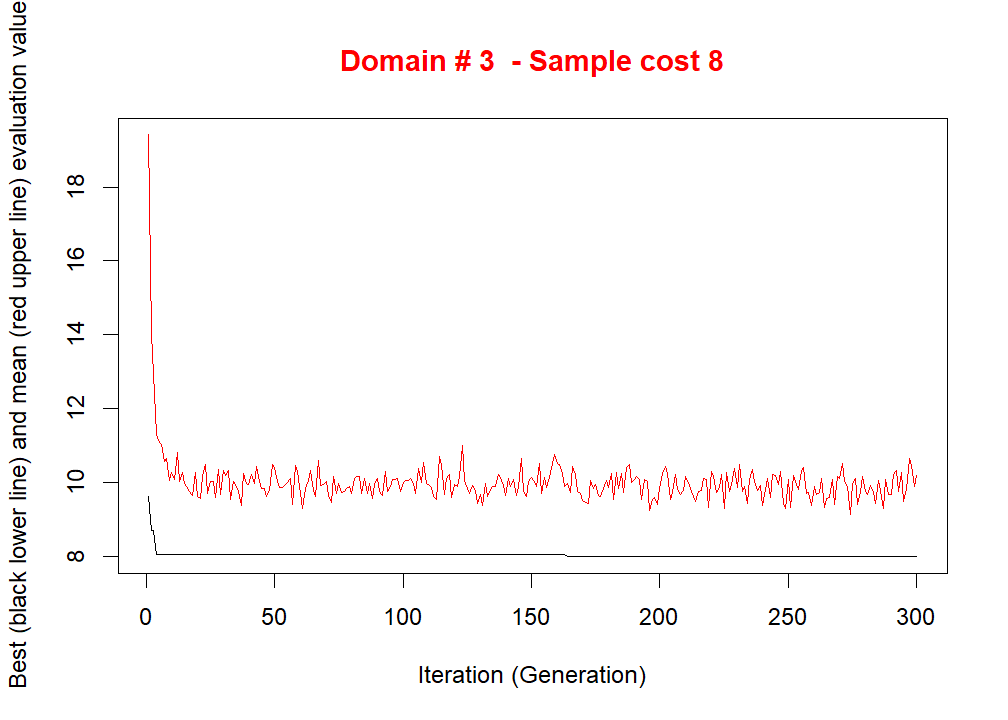 Domain # 3  - Sample cost 8
Best (black lower line) and mean (red upper line) evaluation value
18
16
14
12
10
8
0 50 100 150 200 250 300
Iteration (Generation)